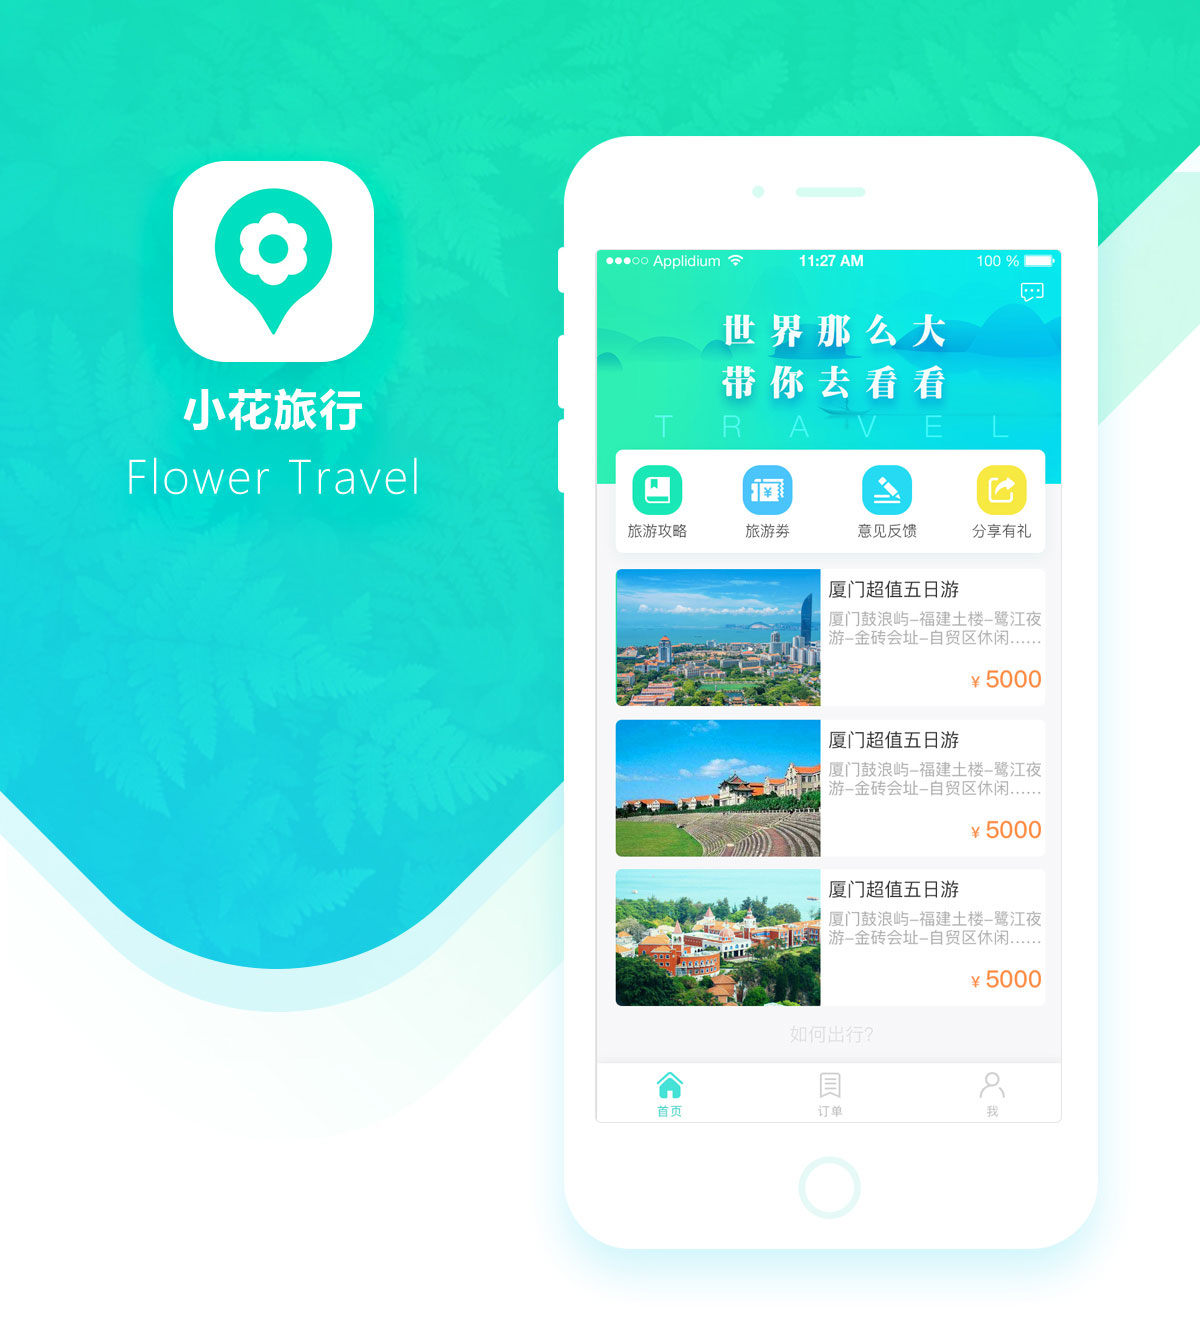 小花旅行
Flower Travel
Applidium 11:27 AM 100 %
世界那么大
带你去看看
TRAVEL
旅游攻略 旅游券 意见反馈 分享有礼
厦门超值五日游
厦门鼓浪屿-福建土楼-鹭江夜
游-金砖会址-自贸区休闲……
¥ 5000
厦门超值五日游
厦门鼓浪屿-福建土楼-鹭江夜
游-金砖会址-自贸区休闲……
¥ 5000
厦门超值五日游
厦门鼓浪屿-福建土楼-鹭江夜
游-金砖会址-自贸区休闲……
¥ 5000
如何出行?
首页 订单 我